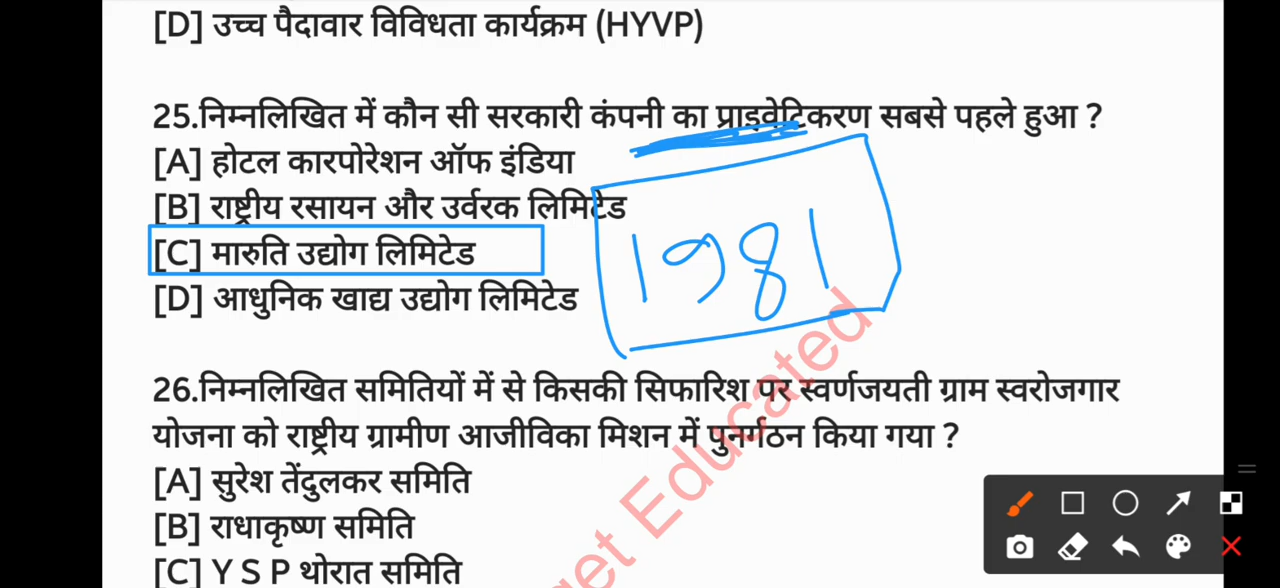 [D] उच्च पैदावार विविधता कार्यक्रम (HYVP)
25.निम्नलिखित में कौन सी सरकारी कंपनी का प्राइवेटिकरण सबसे पहले हुआ ?
[A] होटल कारपोरेशन ऑफ इंडिया
[B] राष्ट्रीय रसायन और उर्वरक लिमिटेड
[C] मारुति उद्योग लिमिटेड
[D] आधुनिक खाद्य उद्योग लिमिटेड
1981
26.निम्नलिखित समितियों में से किसकी सिफारिश पर स्वर्णजयती ग्राम स्वरोजगार
योजना को राष्ट्रीय ग्रामीण आजीविका मिशन में पुनर्गठन किया गया ?
[A] सुरेश तेंदुलकर समिति
[B] राधाकृष्ण समिति
[C] Y S P थोरात समिति
get Educated